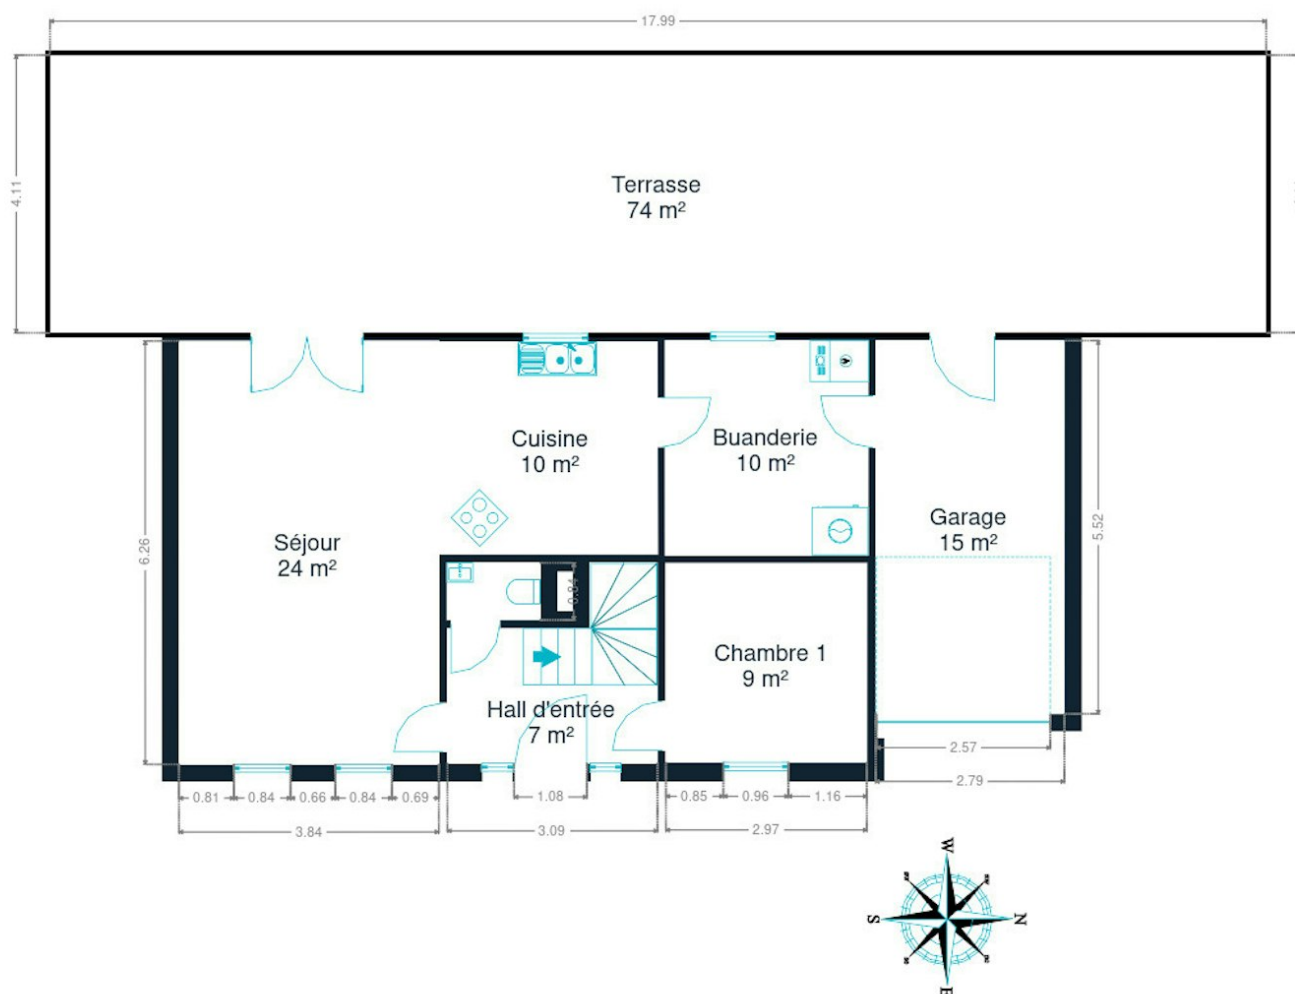 17.99
4.11
Terrasse
74 m²
Cuisine
10 m²
Buanderie
10 m²
Garage
15 m²
5.52
6.26
Séjour
24 m²
0.84
Chambre 1
9 m²
Hall d'entrée
7 m²
2.57
2.79
0.81 0.84 0.66 0.84 0.69
1.08
0.85 0.96 1.16
3.84
3.09
2.97
W
S
N
E